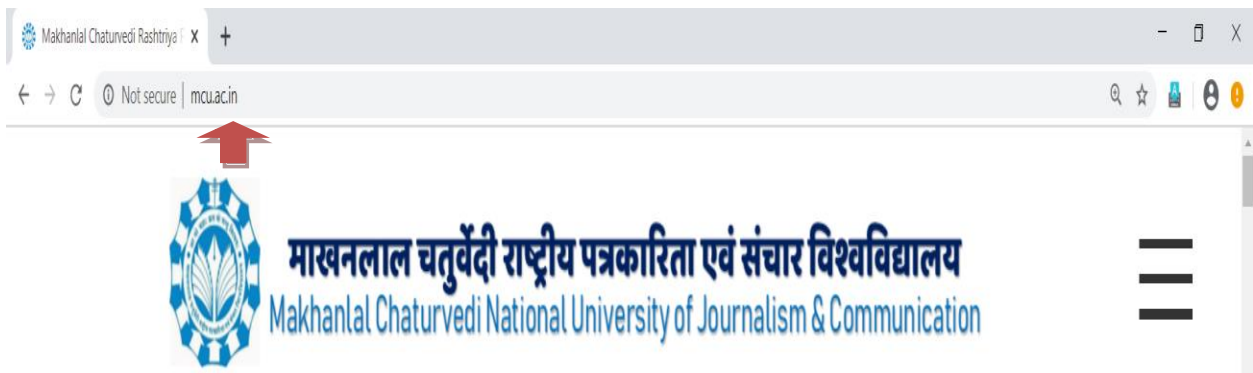 Makhanlal Chaturvedi Rashtriya
Not secure | mcu.ac.in
माखनलाल चतुर्वेदी राष्ट्रीय पत्रकारिता एवं संचार विश्वविद्यालय
Makhanlal Chaturvedi National University of Journalism & Communication